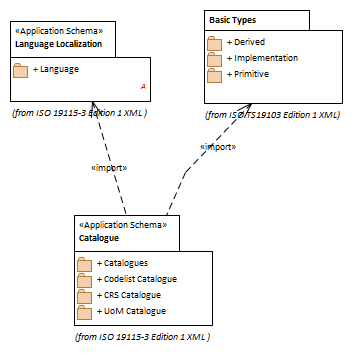 «Application Schema»
Language Localization
+ Language
A
(from ISO 19115-3 Edition 1 XML )
Basic Types
+ Derived
+ Implementation
+ Primitive
(from ISO/TS19103 Edition 1 XML)
«import»
«import»
«Application Schema»
Catalogue
+ Catalogues
+ Codelist Catalogue
+ CRS Catalogue
+ UoM Catalogue
(from ISO 19115-3 Edition 1 XML )